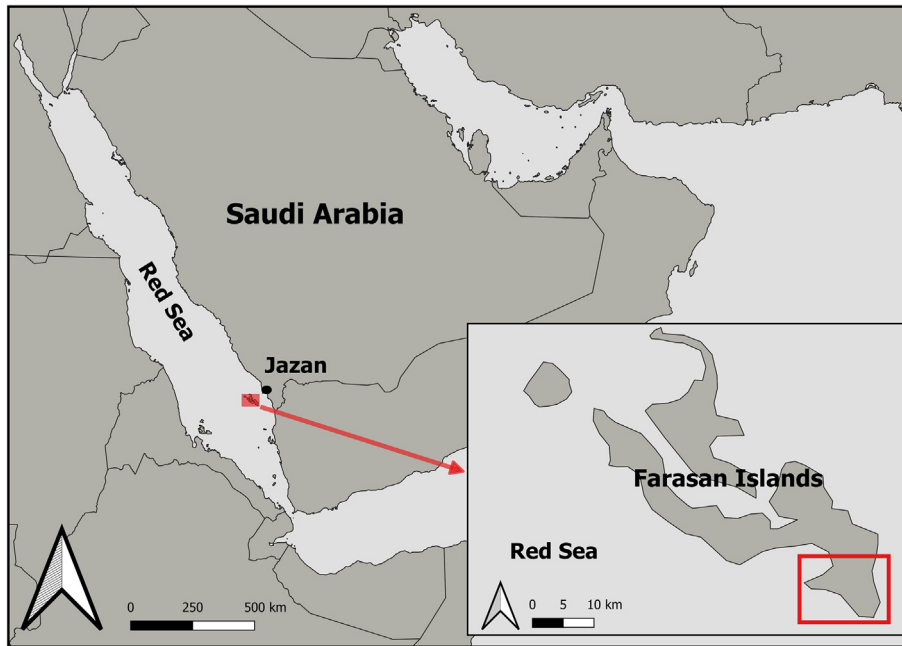 Saudi Arabia
Red Sea
Jazan
Farasan Islands
Red Sea
0 250 500 km
0 5 10 km